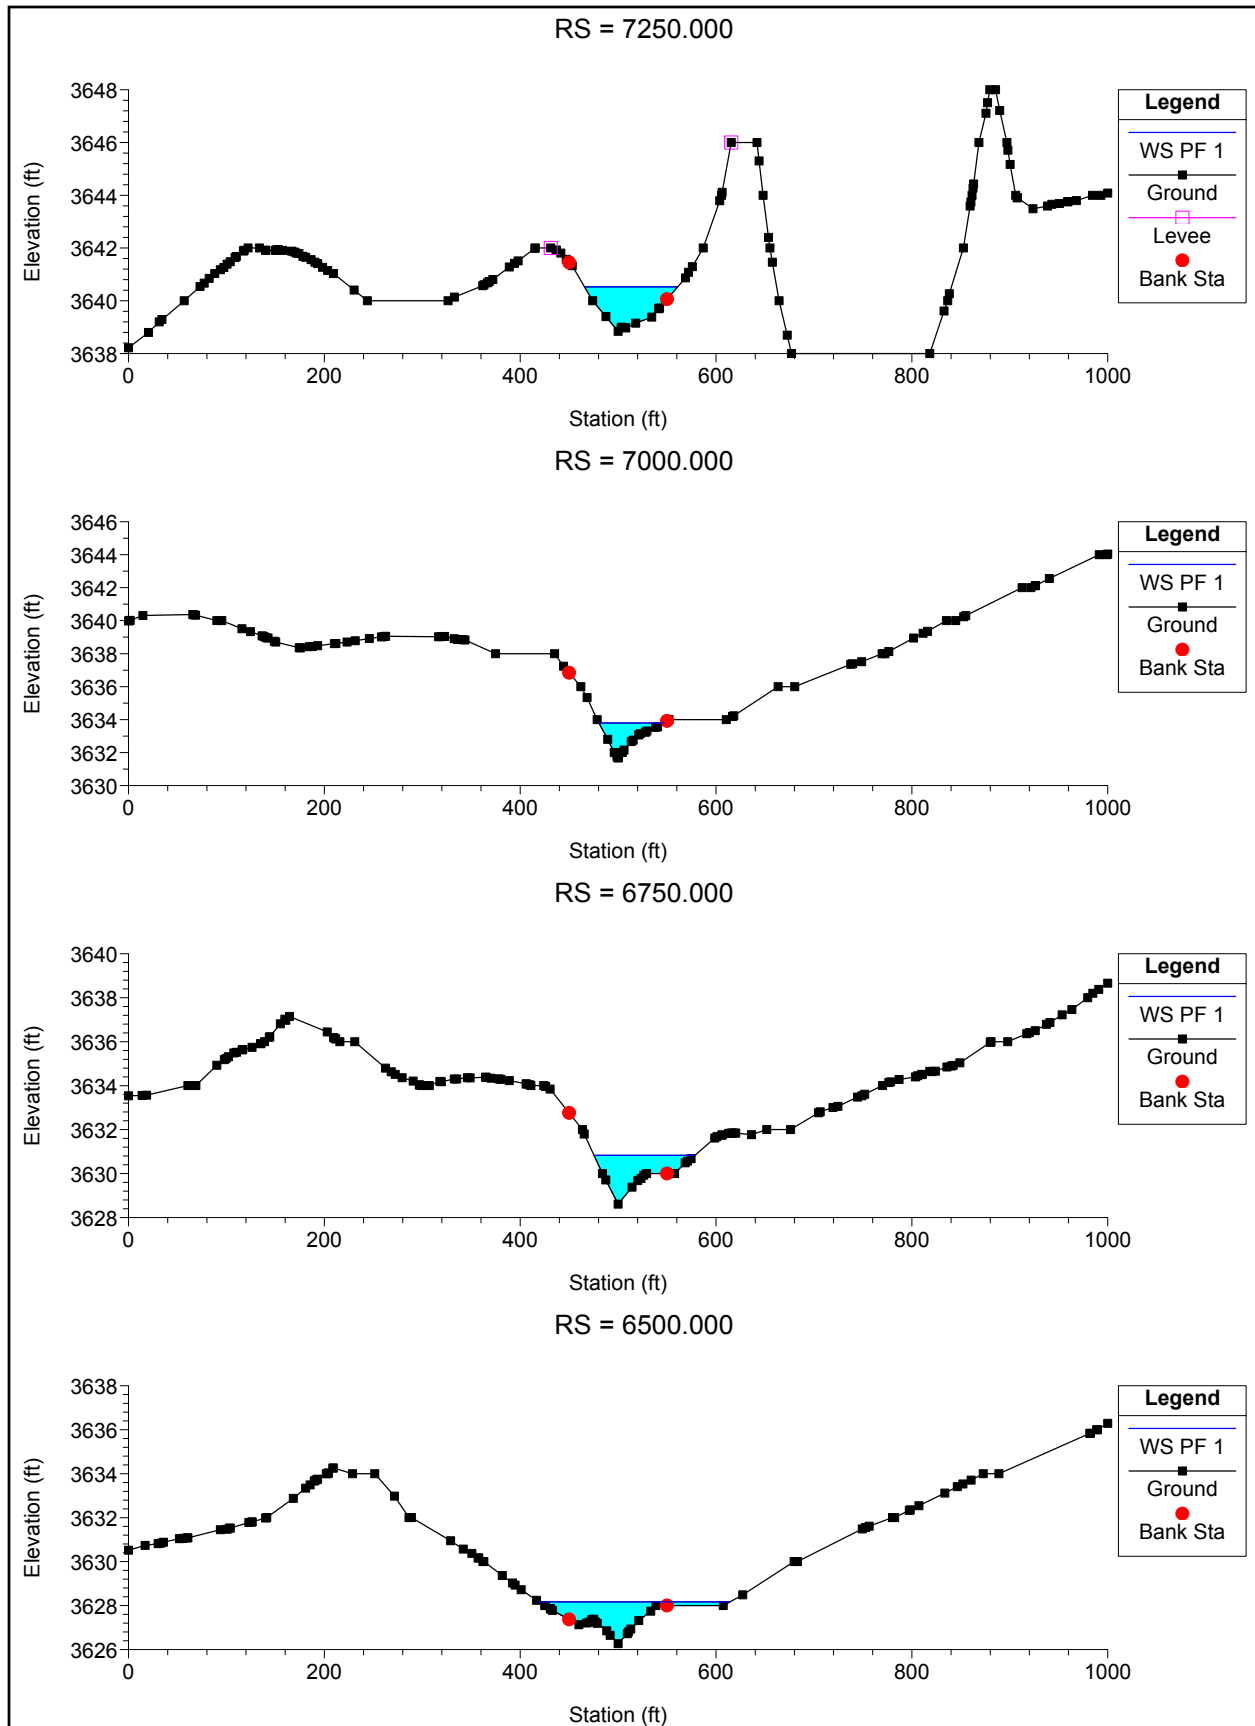 RS = 7250.000
3648
3646
3644
3642
3640
3638
Elevation (ft)
0 200 400 600 800 1000
Station (ft)
Legend
WS PF 1
Ground
Levee
Bank Sta
RS = 7000.000
3646
3644
3642
3640
3638
3636
3634
3632
3630
Elevation (ft)
0 200 400 600 800 1000
Station (ft)
Legend
WS PF 1
Ground
Bank Sta
RS = 6750.000
3640
3638
3636
3634
3632
3630
3628
Elevation (ft)
0 200 400 600 800 1000
Station (ft)
Legend
WS PF 1
Ground
Bank Sta
RS = 6500.000
3638
3636
3634
3632
3630
3628
3626
Elevation (ft)
0 200 400 600 800 1000
Station (ft)
Legend
WS PF 1
Ground
Bank Sta